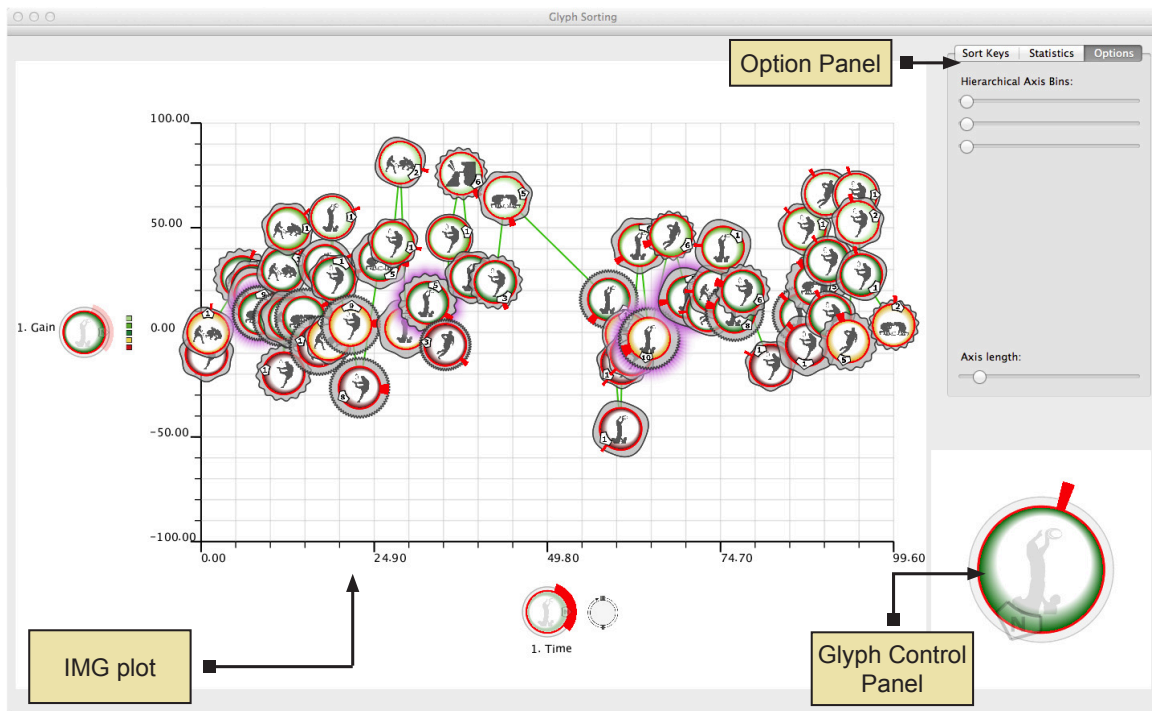 Glyph Sorting
Option Panel
Sort Keys
Statistics
Options
Hierarchical Axis Bins:
100.00
50.00
0.00
-50.00
-100.00
1. Gain
Axis length:
0.00
24.90
49.80
74.70
99.60
1. Time
IMG plot
Glyph Control
Panel
N